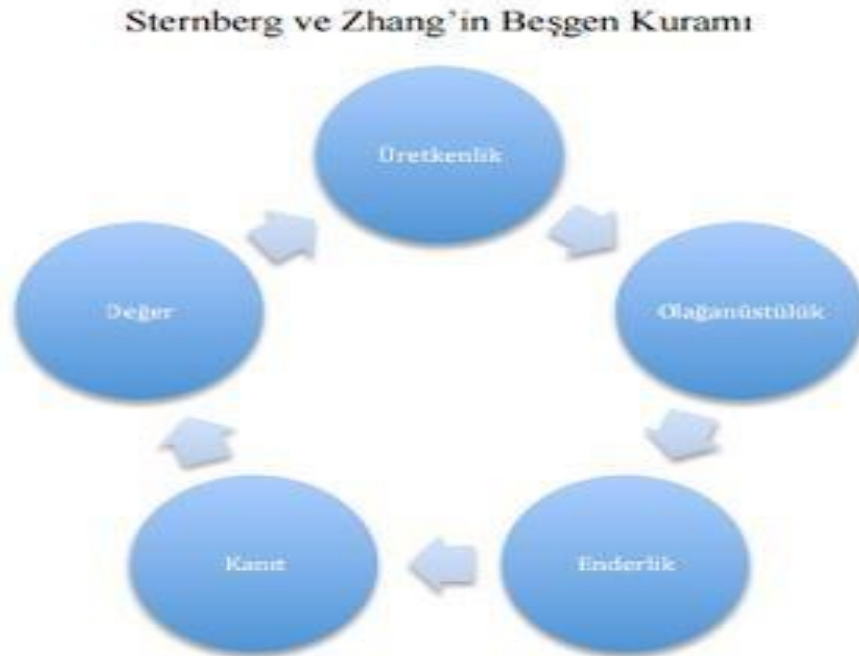 Sternberg ve Zhang'in Beşgen Kuramı
Üretkenlik
Olağanüstülük
Enderlik
Kanıt
Değer